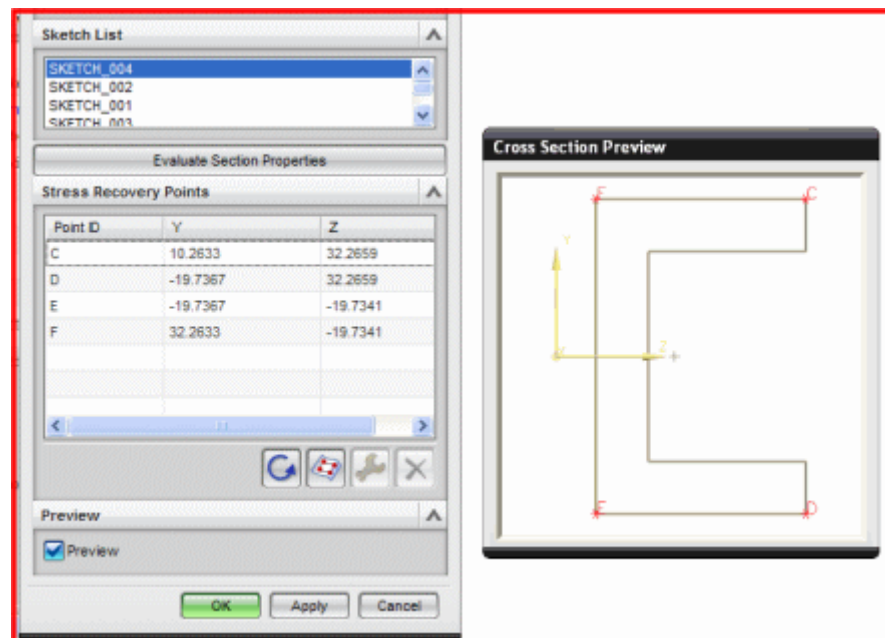 Sketch List
SKETCH_004
SKETCH_002
SKETCH_001
SKETCH_003
Evaluate Section Properties
Stress Recovery Points
Point ID Y Z
C 10.2633 32.2659
D -19.7367 32.2659
E -19.7367 -19.7341
F 32.2633 -19.7341
Preview
Preview
OK Apply Cancel
Cross Section Preview
F C
Y
Z
E D